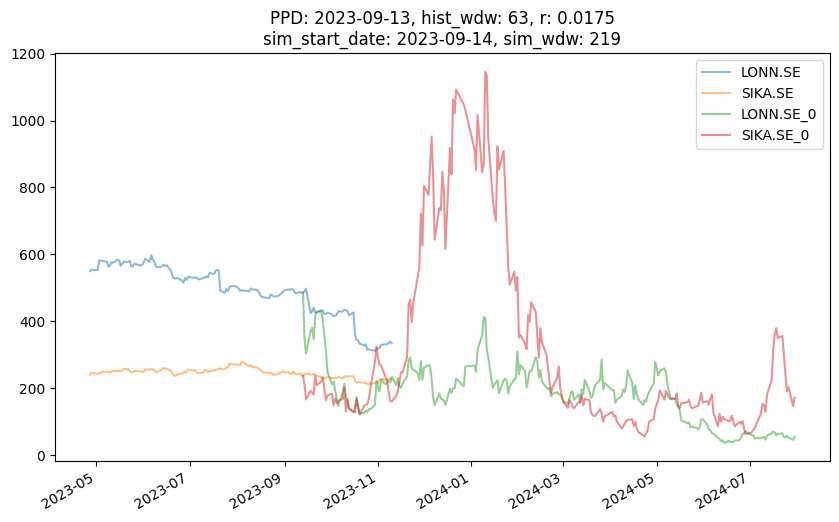 PPD: 2023-09-13, hist_wdw: 63, r: 0.0175
sim_start_date: 2023-09-14, sim_wdw: 219
LONN.SE
SIKA.SE
LONN.SE_0
SIKA.SE_0
1200
1000
800
600
400
200
0
2023-05
2023-07
2023-09
2023-11
2024-01
2024-03
2024-05
2024-07